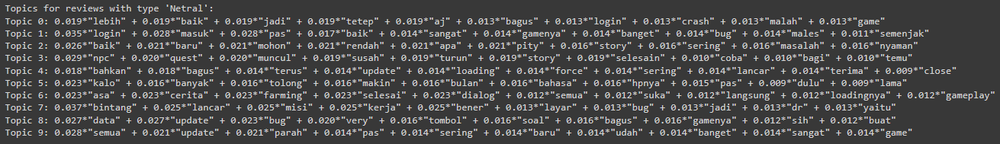 Topics for reviews with type 'Netral':
Topic 0: 0.019*"lebih" + 0.019*"baik" + 0.019*"jadi" + 0.019*"tetep" + 0.019*"aj" + 0.013*"bagus" + 0.013*"login" + 0.013*"crash" + 0.013*"malah" + 0.013*"game"
Topic 1: 0.035*"login" + 0.028*"masuk" + 0.028*"pas" + 0.017*"baik" + 0.014*"sangat" + 0.014*"gamenya" + 0.014*"banget" + 0.014*"bug" + 0.014*"males" + 0.011*"semenjak"
Topic 2: 0.026*"baik" + 0.021*"baru" + 0.021*"mohon" + 0.021*"rendah" + 0.021*"apa" + 0.021*"pity" + 0.016*"story" + 0.016*"sering" + 0.016*"masalah" + 0.016*"nyaman"
Topic 3: 0.029*"npc" + 0.020*"quest" + 0.020*"muncul" + 0.019*"susah" + 0.019*"turun" + 0.019*"story" + 0.019*"selesain" + 0.010*"coba" + 0.010*"bagi" + 0.010*"temu"
Topic 4: 0.018*"bahkan" + 0.018*"bagus" + 0.014*"terus" + 0.014*"update" + 0.014*"loading" + 0.014*"force" + 0.014*"sering" + 0.014*"lancar" + 0.014*"terima" + 0.009*"close"
Topic 5: 0.023*"kalo" + 0.016*"banyak" + 0.016*"tolong" + 0.016*"makin" + 0.016*"bulan" + 0.016*"bahasa" + 0.016*"hpnya" + 0.015*"pas" + 0.009*"dulu" + 0.009*"lama"
Topic 6: 0.023*"asa" + 0.023*"cerita" + 0.023*"farming" + 0.023*"selesai" + 0.023*"dialog" + 0.012*"semua" + 0.012*"suka" + 0.012*"langsung" + 0.012*"loadingnya" + 0.012*"gameplay"
Topic 7: 0.037*"bintang" + 0.025*"lancar" + 0.025*"misi" + 0.025*"kerja" + 0.025*"bener" + 0.013*"layar" + 0.013*"bug" + 0.013*"jadi" + 0.013*"dr" + 0.013*"yaitu"
Topic 8: 0.027*"data" + 0.027*"update" + 0.023*"bug" + 0.020*"very" + 0.016*"tombol" + 0.016*"soal" + 0.016*"bagus" + 0.016*"gamenya" + 0.012*"sih" + 0.012*"buat"
Topic 9: 0.028*"semua" + 0.021*"update" + 0.021*"parah" + 0.014*"pas" + 0.014*"sering" + 0.014*"baru" + 0.014*"udah" + 0.014*"banget" + 0.014*"sangat" + 0.014*"game"